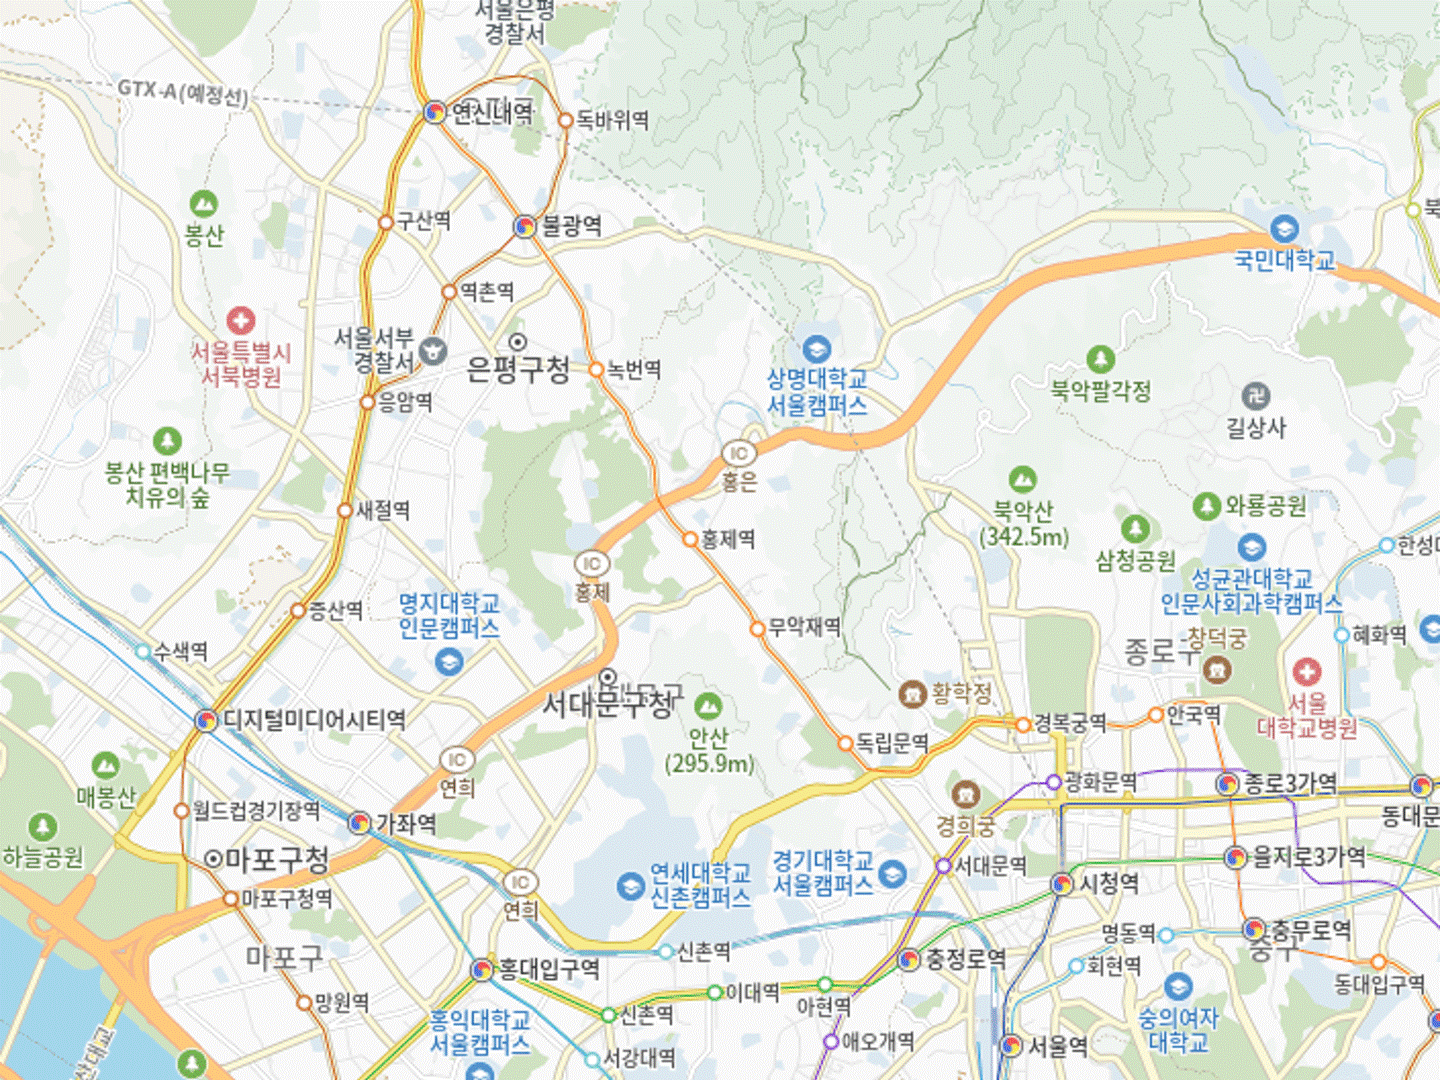 서울은평
경찰서
GTX-A(예정선)
연신내역
독바위역
봉산
구산역
불광역
국민대학교
역촌역
서울특별시
서북병원
서울서부
경찰서
은평구청
녹번역
상명대학교
서울캠퍼스
북악팔각정
길상사
응암역
봉산 편백나무
치유의 숲
IC
홍은
새절역
북악산
(342.5m)
와룡공원
삼청공원
홍제역
IC
홍제
한성대
성균관대학교
인문사회과학캠퍼스
명지대학교
인문캠퍼스
증산역
무악재역
혜화역
수색역
종로구
창덕궁
서대문구청
황학정
서울
대학교병원
디지털미디어시티역
안산
(295.9m)
독립문역
경복궁역
안국역
IC
연희
매봉산
광화문역
종로3가역
월드컵경기장역
가좌역
경희궁
동대문
하늘공원
마포구청
연세대학교
신촌캠퍼스
경기대학교
서울캠퍼스
서대문역
을지로3가역
시청역
IC
연희
마포구청역
마포구
신촌역
명동역
충무로역
중구
홍대입구역
충정로역
회현역
동대입구역
망원역
이대역
아현역
신촌역
홍익대학교
서울캠퍼스
숭의여자
대학교
산대교
서강대역
애오개역
서울역